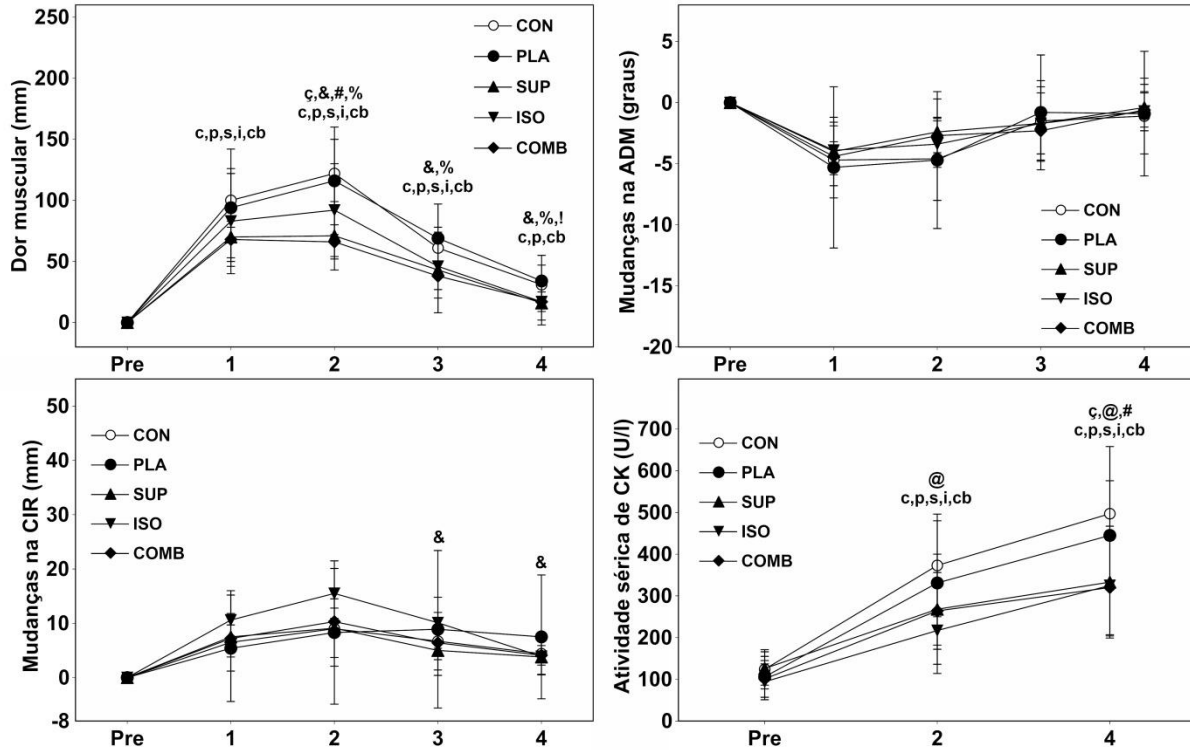 Dor muscular (mm)
250
200
150
100
50
0
CON
PLA
SUP
ISO
COMB
c,p,s,i,cb
ç,&,#,%
c,p,s,i,cb
&,%
c,p,s,i,cb
&,%,!
c,p,cb
Pre 1 2 3 4
Mudanças na ADM (graus)
5
-0
-5
-10
-15
-20
CON
PLA
SUP
ISO
COMB
Pre 1 2 3 4
Mudanças na CIR (mm)
50
40
30
20
10
0
-8
CON
PLA
SUP
ISO
COMB
&
&
Pre 1 2 3 4
Atividade sérica de CK (U/l)
700
600
500
400
300
200
100
0
CON
PLA
SUP
ISO
COMB
@
c,p,s,i,cb
ç,@,#
c,p,s,i,cb
Pre 2 4